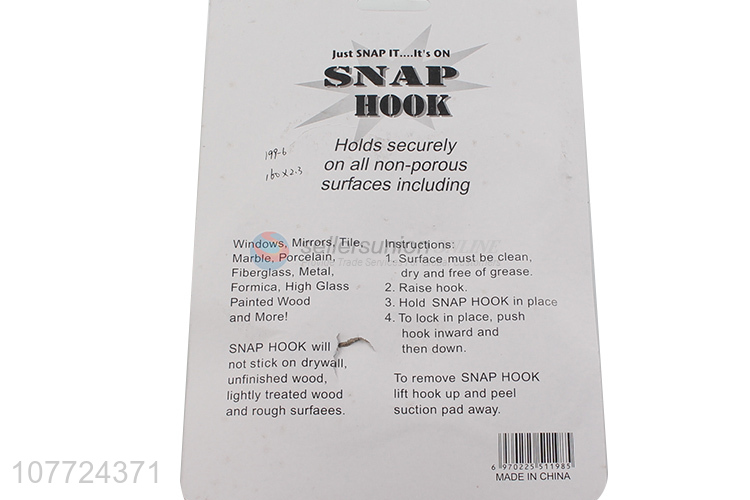 Just SNAP IT....It's ON
SNAP
HOOK
Holds securely
on all non-porous
surfaces including
199-6
160x2.3
sellersunion ONLINE
Windows, Mirrors, Tile,
Marble, Porcelain,
Fiberglass, Metal,
Formica, High Glass
Painted Wood
and More!
SNAP HOOK will
not stick on drywall,
unfinished wood,
lightly treated wood
and rough surfaees.
Instructions:
1. Surface must be clean,
dry and free of grease.
2. Raise hook.
3. Hold SNAP HOOK in place
4. To lock in place, push
hook inward and
then down.
To remove SNAP HOOK
lift hook up and peel
suction pad away.
6 970225 511985
MADE IN CHINA
107724371